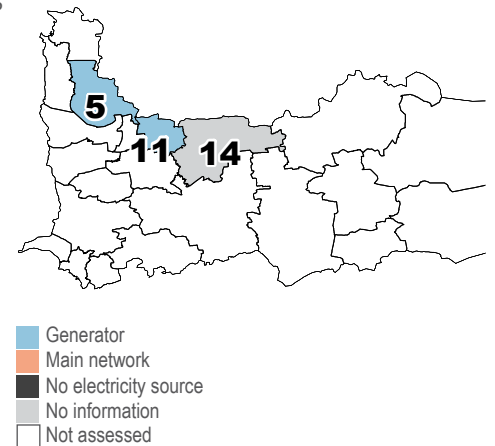 5
11 14
Generator
Main network
No electricity source
No information
Not assessed